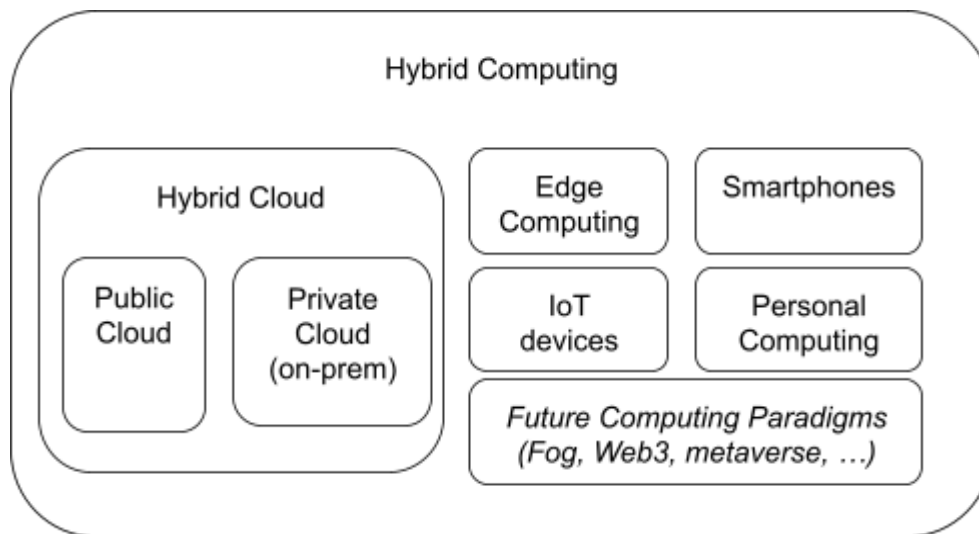 Hybrid Computing
Hybrid Cloud
Public
Cloud
Private
Cloud
(on-prem)
Edge
Computing
Smartphones
IoT
devices
Personal
Computing
Future Computing Paradigms
(Fog, Web3, metaverse, …)